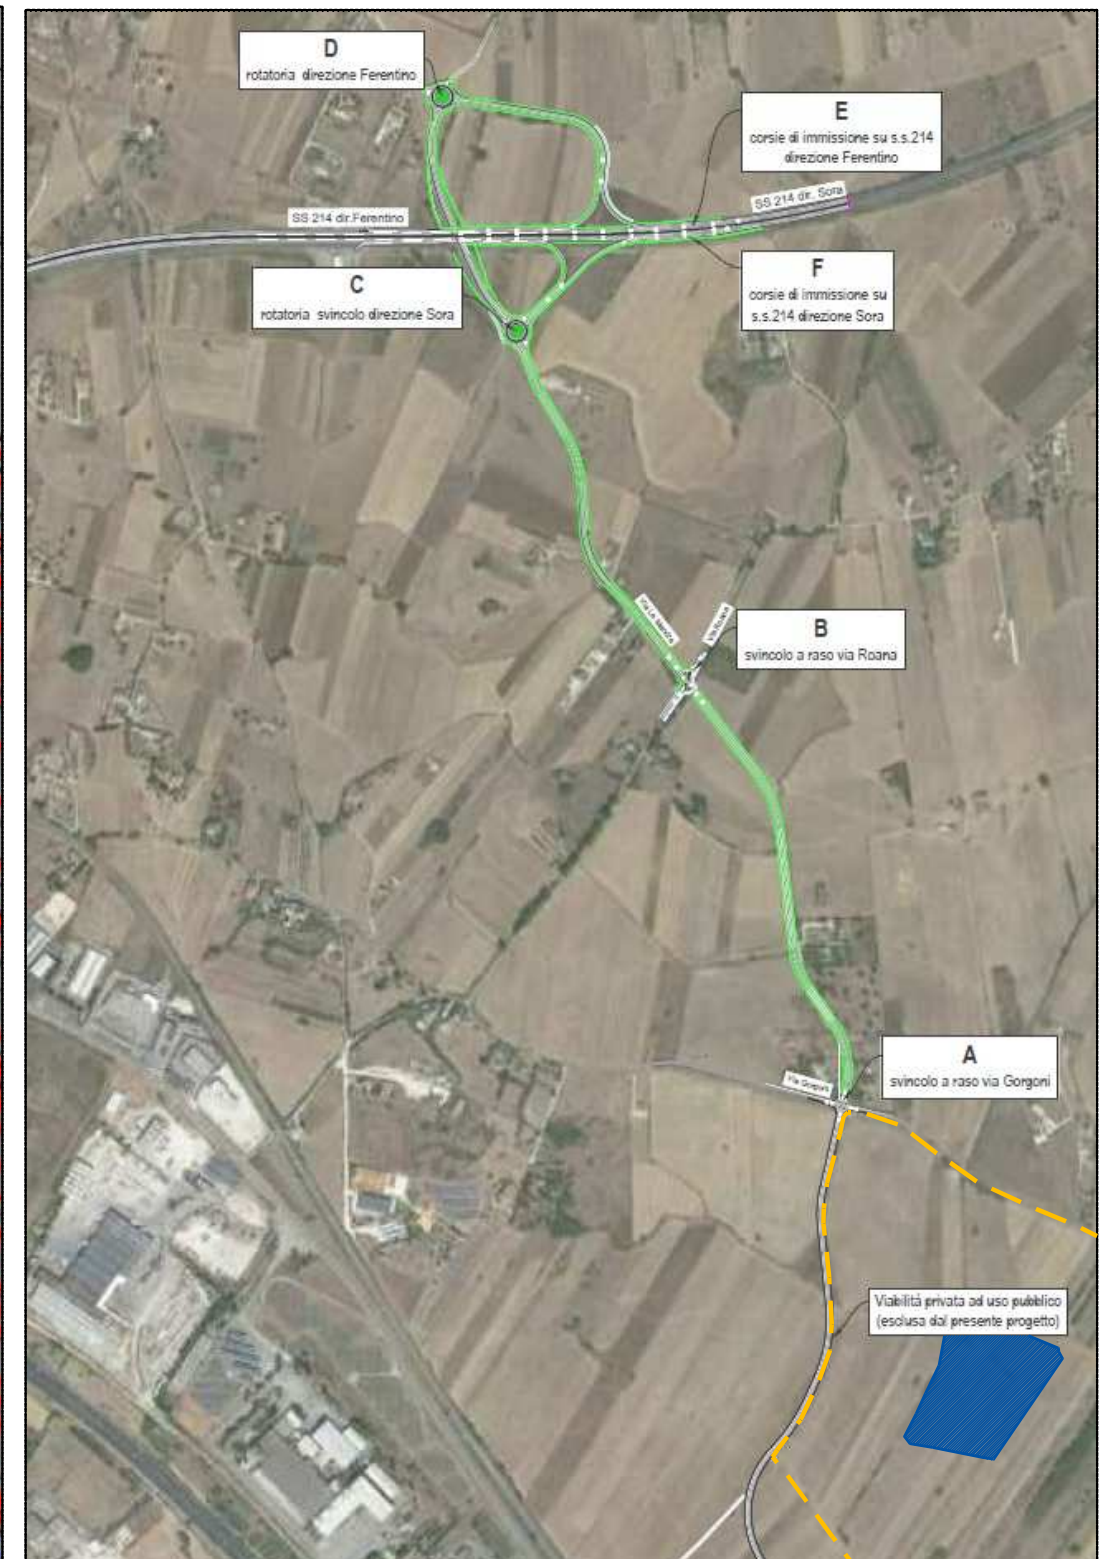 D
rotatoria direzione Ferentino
E
corsie di immissione su s.s.214
direzione Ferentino
SS 214 dir. Sora
SS 214 dir.Ferentino
F
corsie di immissione su
s.s.214 direzione Sora
C
rotatoria svincolo direzione Sora
Via Roana
B
svincolo a raso via Roana
A
svincolo a raso via Gorgoni
Via Gorgoni
Viabilità privata ad uso pubblico
(esclusa dal presente progetto)